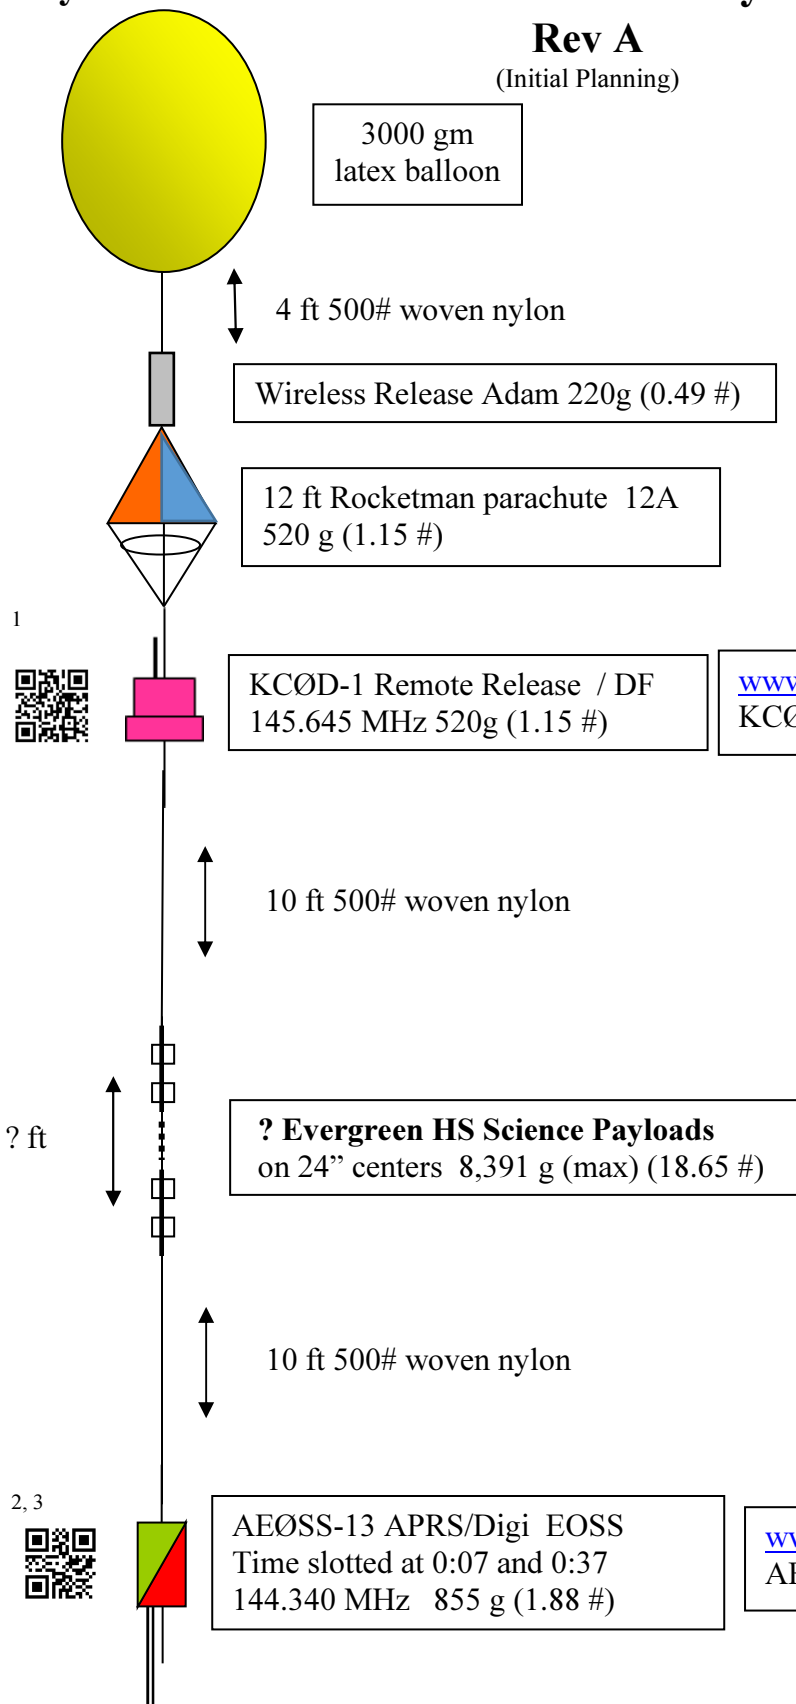 Rev A
(Initial Planning)
3000 gm
latex balloon
4 ft 500# woven nylon
Wireless Release Adam 220g (0.49 #)
12 ft Rocketman parachute  12A
520 g (1.15 #)
1
KCØD-1 Remote Release  / DF
145.645 MHz 520g (1.15 #)
www
KCØ
10 ft 500# woven nylon
? ft
? Evergreen HS Science Payloads
on 24” centers  8,391 g (max) (18.65 #)
10 ft 500# woven nylon
2, 3
AEØSS-13 APRS/Digi  EOSS
Time slotted at 0:07 and 0:37
144.340 MHz   855 g (1.88 #)